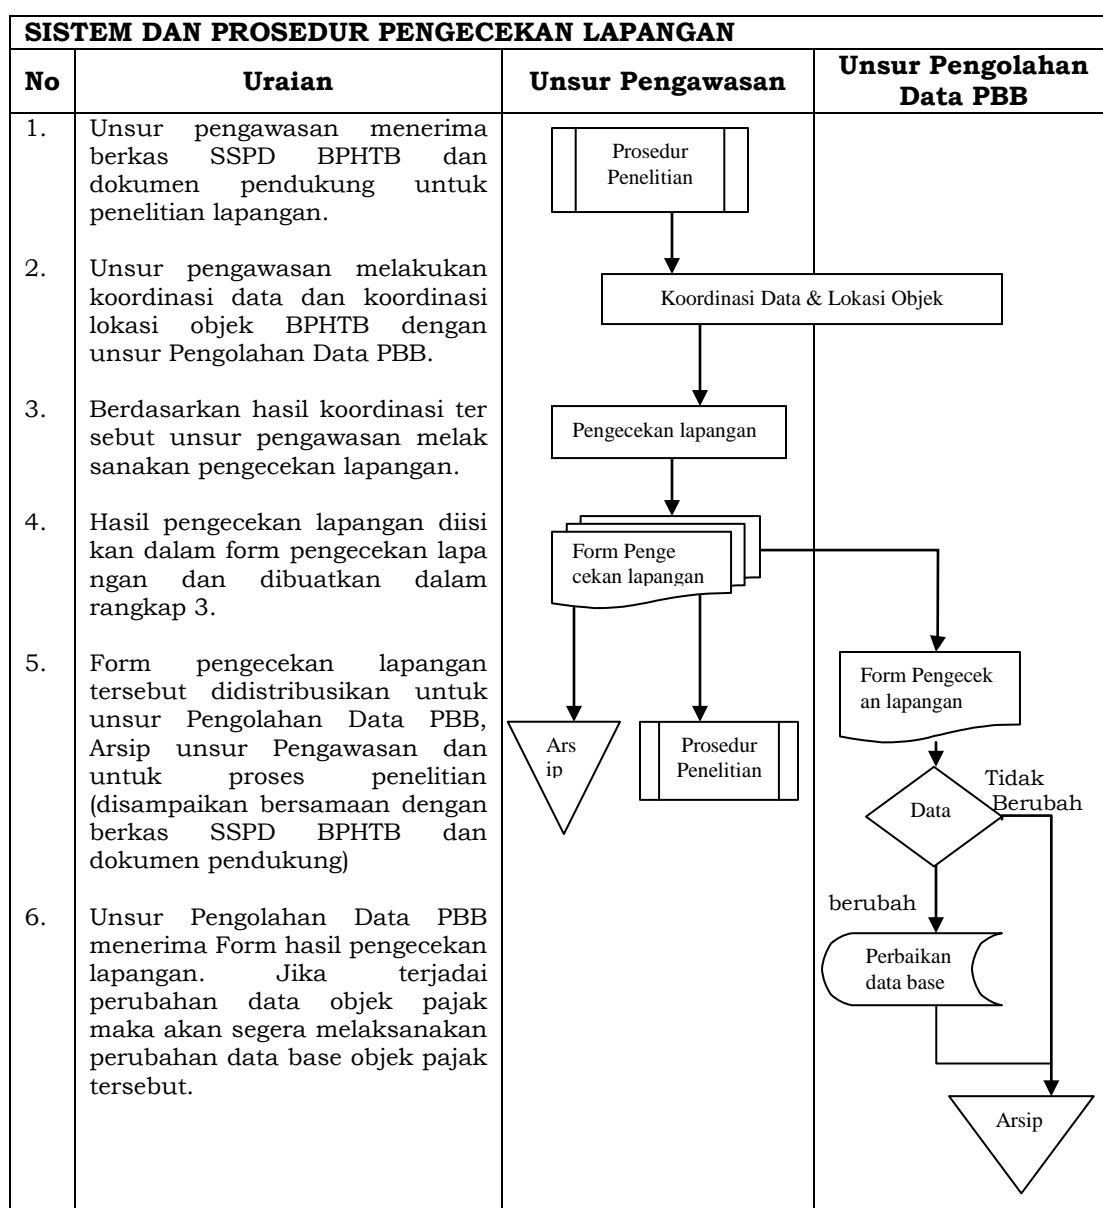 SISTEM DAN PROSEDUR PENGECEKAN LAPANGAN
No
Uraian
Unsur Pengawasan
Unsur Pengolahan
Data PBB
1.
Unsur pengawasan menerima
berkas SSPD BPHTB dan
dokumen pendukung untuk
penelitian lapangan.
2.
Unsur pengawasan melakukan
koordinasi data dan koordinasi
lokasi objek BPHTB dengan
unsur Pengolahan Data PBB.
3.
Berdasarkan hasil koordinasi ter
sebut unsur pengawasan melak
sanakan pengecekan lapangan.
4.
Hasil pengecekan lapangan diisi
kan dalam form pengecekan lapa
ngan dan dibuatkan dalam
rangkap 3.
5.
Form pengecekan lapangan
tersebut didistribusikan untuk
unsur Pengolahan Data PBB,
Arsip unsur Pengawasan dan
untuk proses penelitian
(disampaikan bersamaan dengan
berkas SSPD BPHTB dan
dokumen pendukung)
6.
Unsur Pengolahan Data PBB
menerima Form hasil pengecekan
lapangan. Jika terjadai
perubahan data objek pajak
maka akan segera melaksanakan
perubahan data base objek pajak
tersebut.
Prosedur
Penelitian
Koordinasi Data & Lokasi Objek
Pengecekan lapangan
Form Penge
cekan lapangan
Ars
ip
Prosedur
Penelitian
Form Pengecek
an lapangan
Data
Tidak
Berubah
berubah
Perbaikan
data base
Arsip